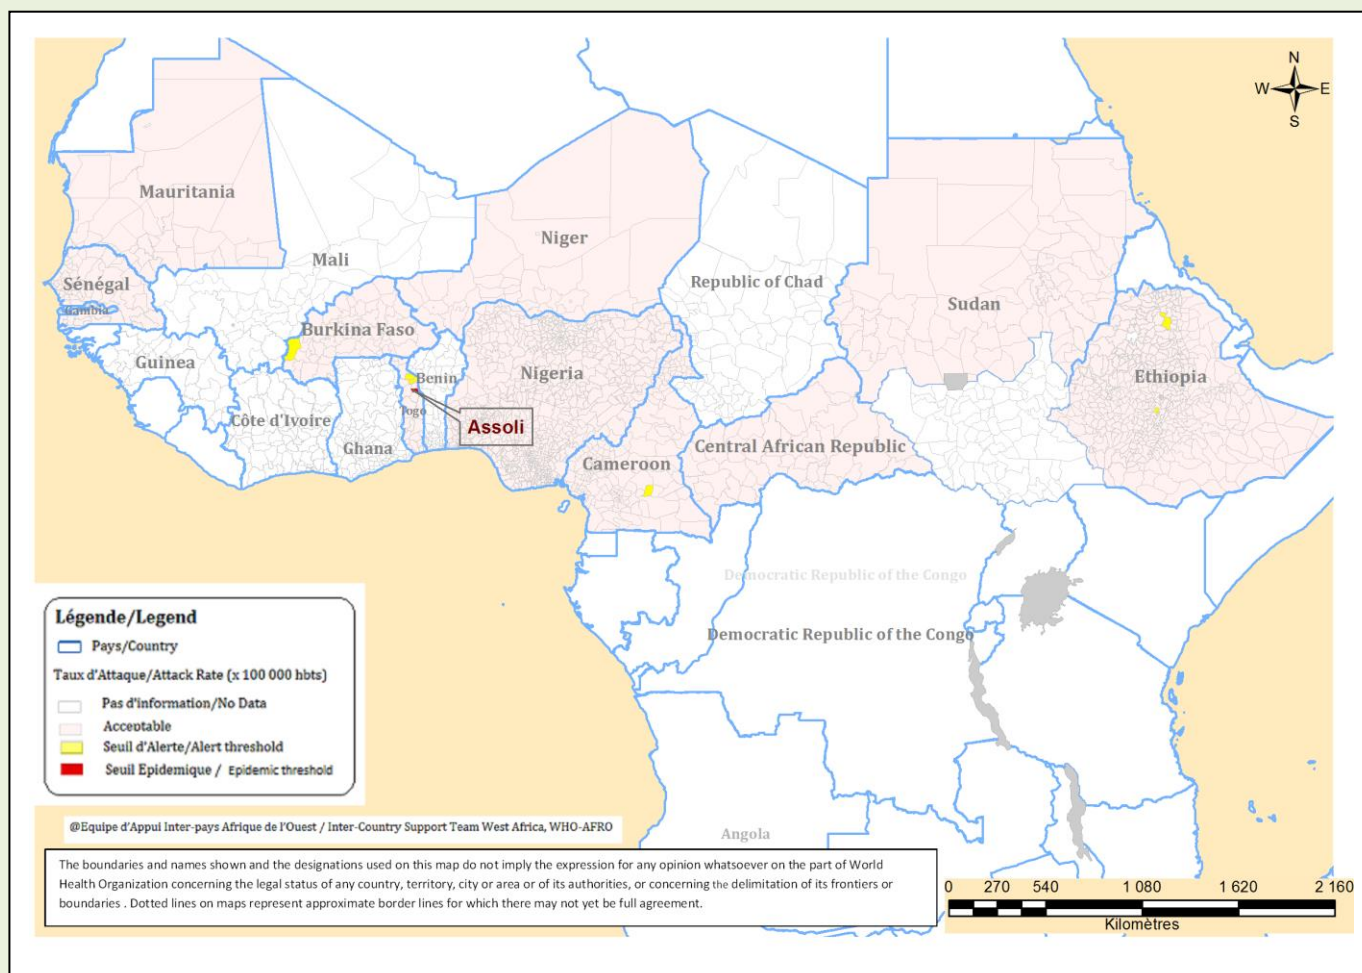 N
W E
S
Mauritania
Mali
Niger
Republic of Chad
Sudan
Sénégal
Gambia
Burkina Faso
Guinea
Benin
Nigeria
Ethiopia
Togo
Côte d'Ivoire
Assoli
Ghana
Central African Republic
Cameroon
Democratic Republic of the Congo
Democratic Republic of the Congo
Angola
Légende/Legend
Pays/Country
Taux d'Attaque/Attack Rate (x 100 000 hbts)
Pas d'information/No Data
Acceptable
Seuil d'Alerte/Alert threshold
Seuil Epidemique / Epidemic threshold
@Equipe d'Appui Inter-pays Afrique de l'Ouest / Inter-Country Support Team West Africa, WHO-AFRO
The boundaries and names shown and the designations used on this map do not imply the expression for any opinion whatsoever on the part of World
Health Organization concerning the legal status of any country, territory, city or area or of its authorities, or concerning the delimitation of its frontiers or
boundaries . Dotted lines on maps represent approximate border lines for which there may not yet be full agreement.
0 270 540 1 080 1 620 2 160
Kilomètres